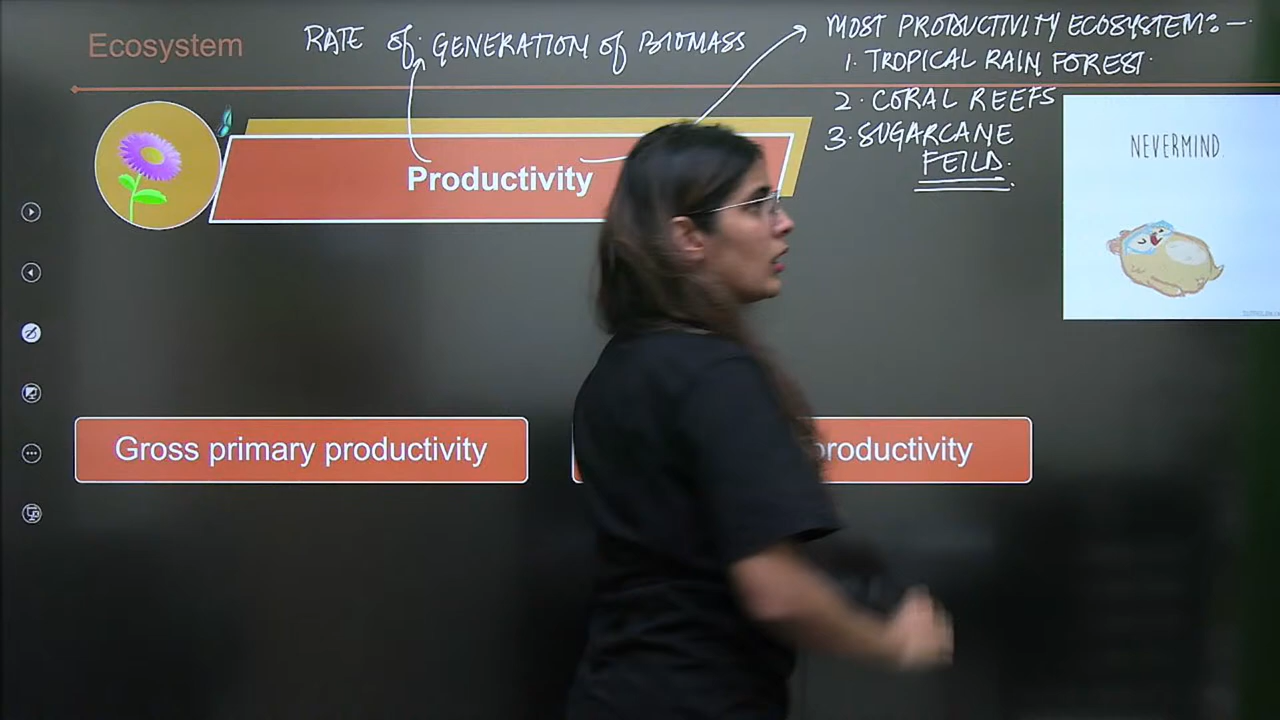 Ecosystem
RATE of GENERATION of BIOMASS
MOST PRODUCTIVITY ECOSYSTEM:-
1. TROPICAL RAIN FOREST
2. CORAL REEFS
3. SUGARCANE
FEILD.
NEVERMIND.
Productivity
Gross primary productivity
productivity